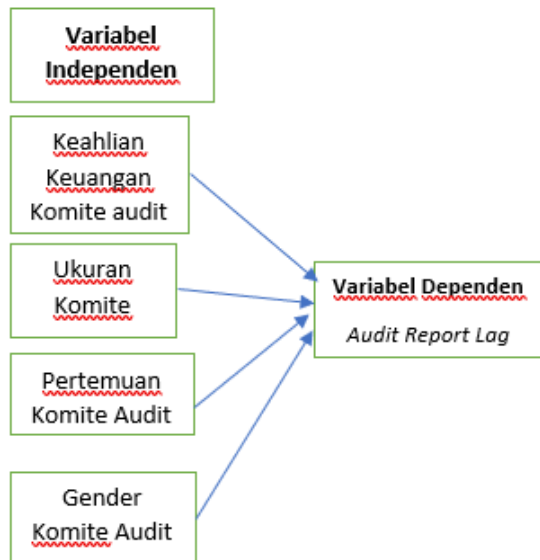 Variabel
Independen
Keahlian
Keuangan
Komite audit
Ukuran
Komite
Pertemuan
Komite Audit
Gender
Komite Audit
Variabel Dependen
Audit Report Lag